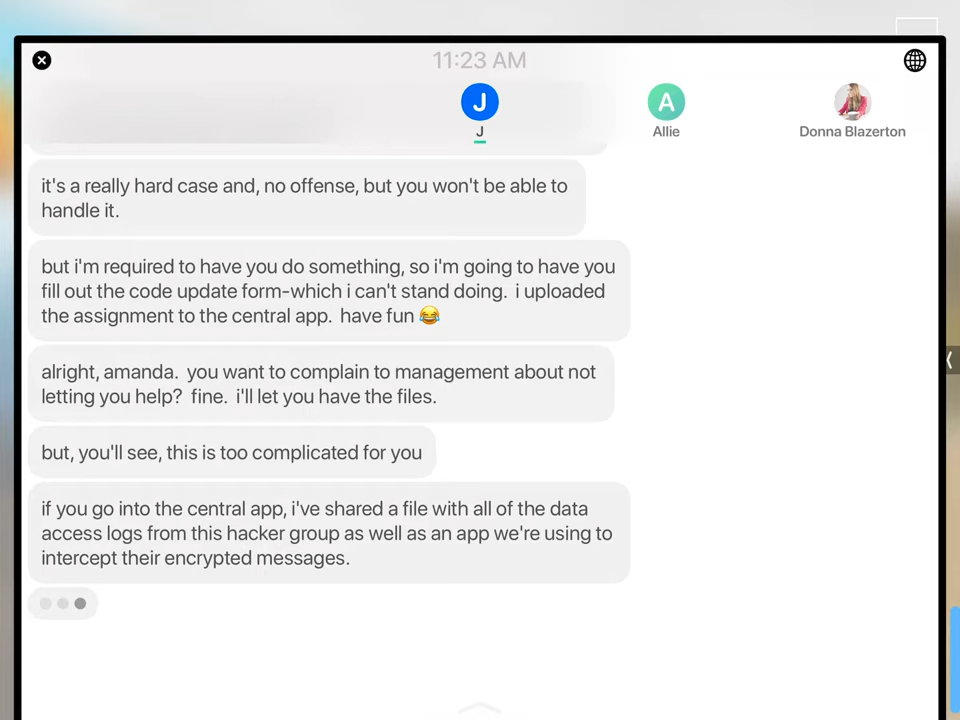 11:23 AM
J
A
J
Allie
Donna Blazerton
it's a really hard case and, no offense, but you won't be able to
handle it.
but i'm required to have you do something, so i'm going to have you
fill out the code update form-which i can't stand doing.  i uploaded
the assignment to the central app.  have fun 😂
alright, amanda.  you want to complain to management about not
letting you help?  fine.  i'll let you have the files.
but, you'll see, this is too complicated for you
if you go into the central app, i've shared a file with all of the data
access logs from this hacker group as well as an app we're using to
intercept their encrypted messages.